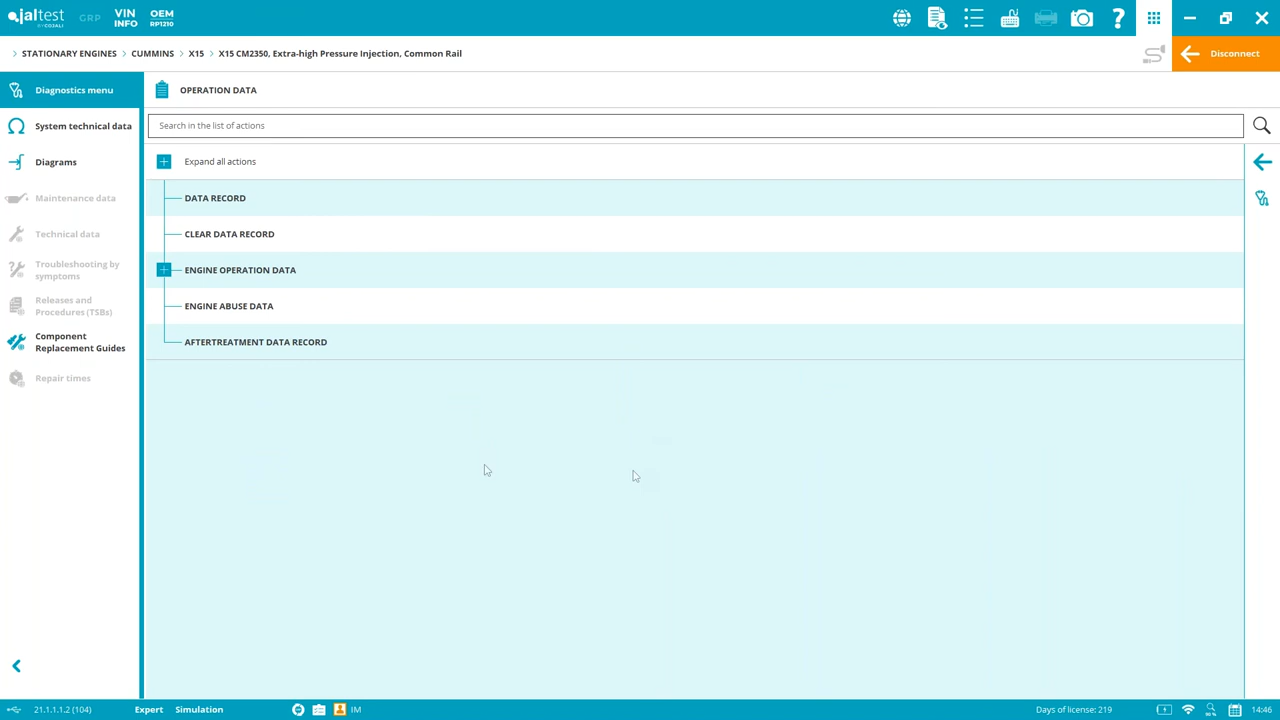 jaltest
BY COJALI
GRP
VIN
INFO
OEM
RP1210
?
> STATIONARY ENGINES > CUMMINS > X15 > X15 CM2350, Extra-high Pressure Injection, Common Rail
Disconnect
Diagnostics menu
OPERATION DATA
System technical data
Search in the list of actions
Diagrams
Expand all actions
Maintenance data
DATA RECORD
Technical data
CLEAR DATA RECORD
Troubleshooting by
symptoms
ENGINE OPERATION DATA
Releases and
Procedures (TSBs)
ENGINE ABUSE DATA
Component
Replacement Guides
AFTERTREATMENT DATA RECORD
Repair times
21.1.1.1.2 (104)
Expert
Simulation
IM
Days of license: 219
14:46